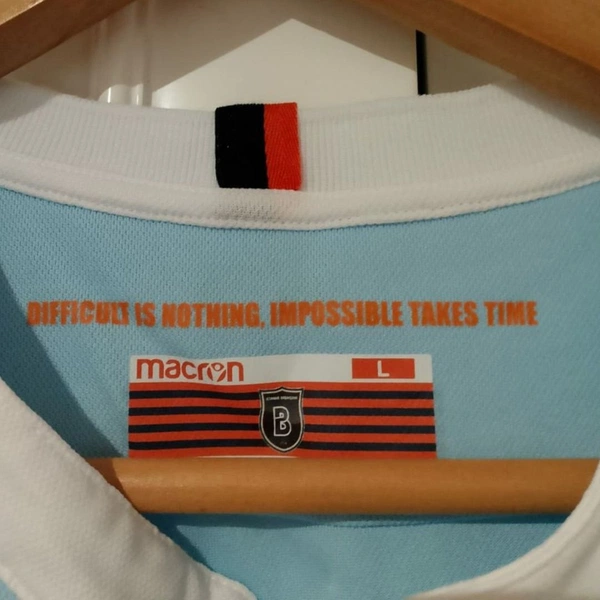 DIFFICULT IS NOTHING, IMPOSSIBLE TAKES TIME
macron
L
B